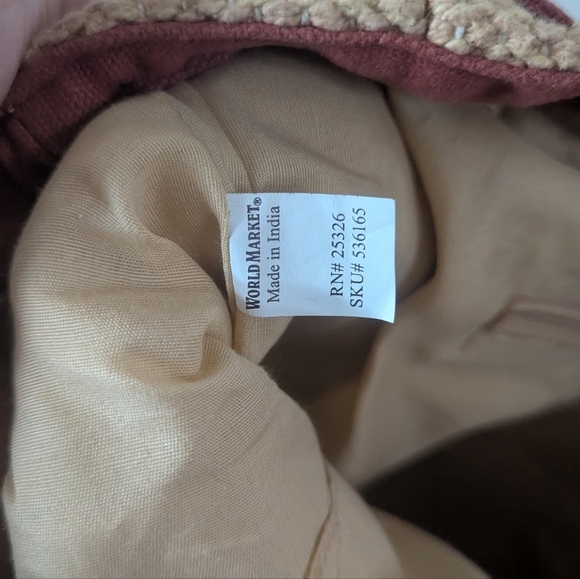 WORLD MARKET®
Made in India
RN# 25326
SKU# 536165